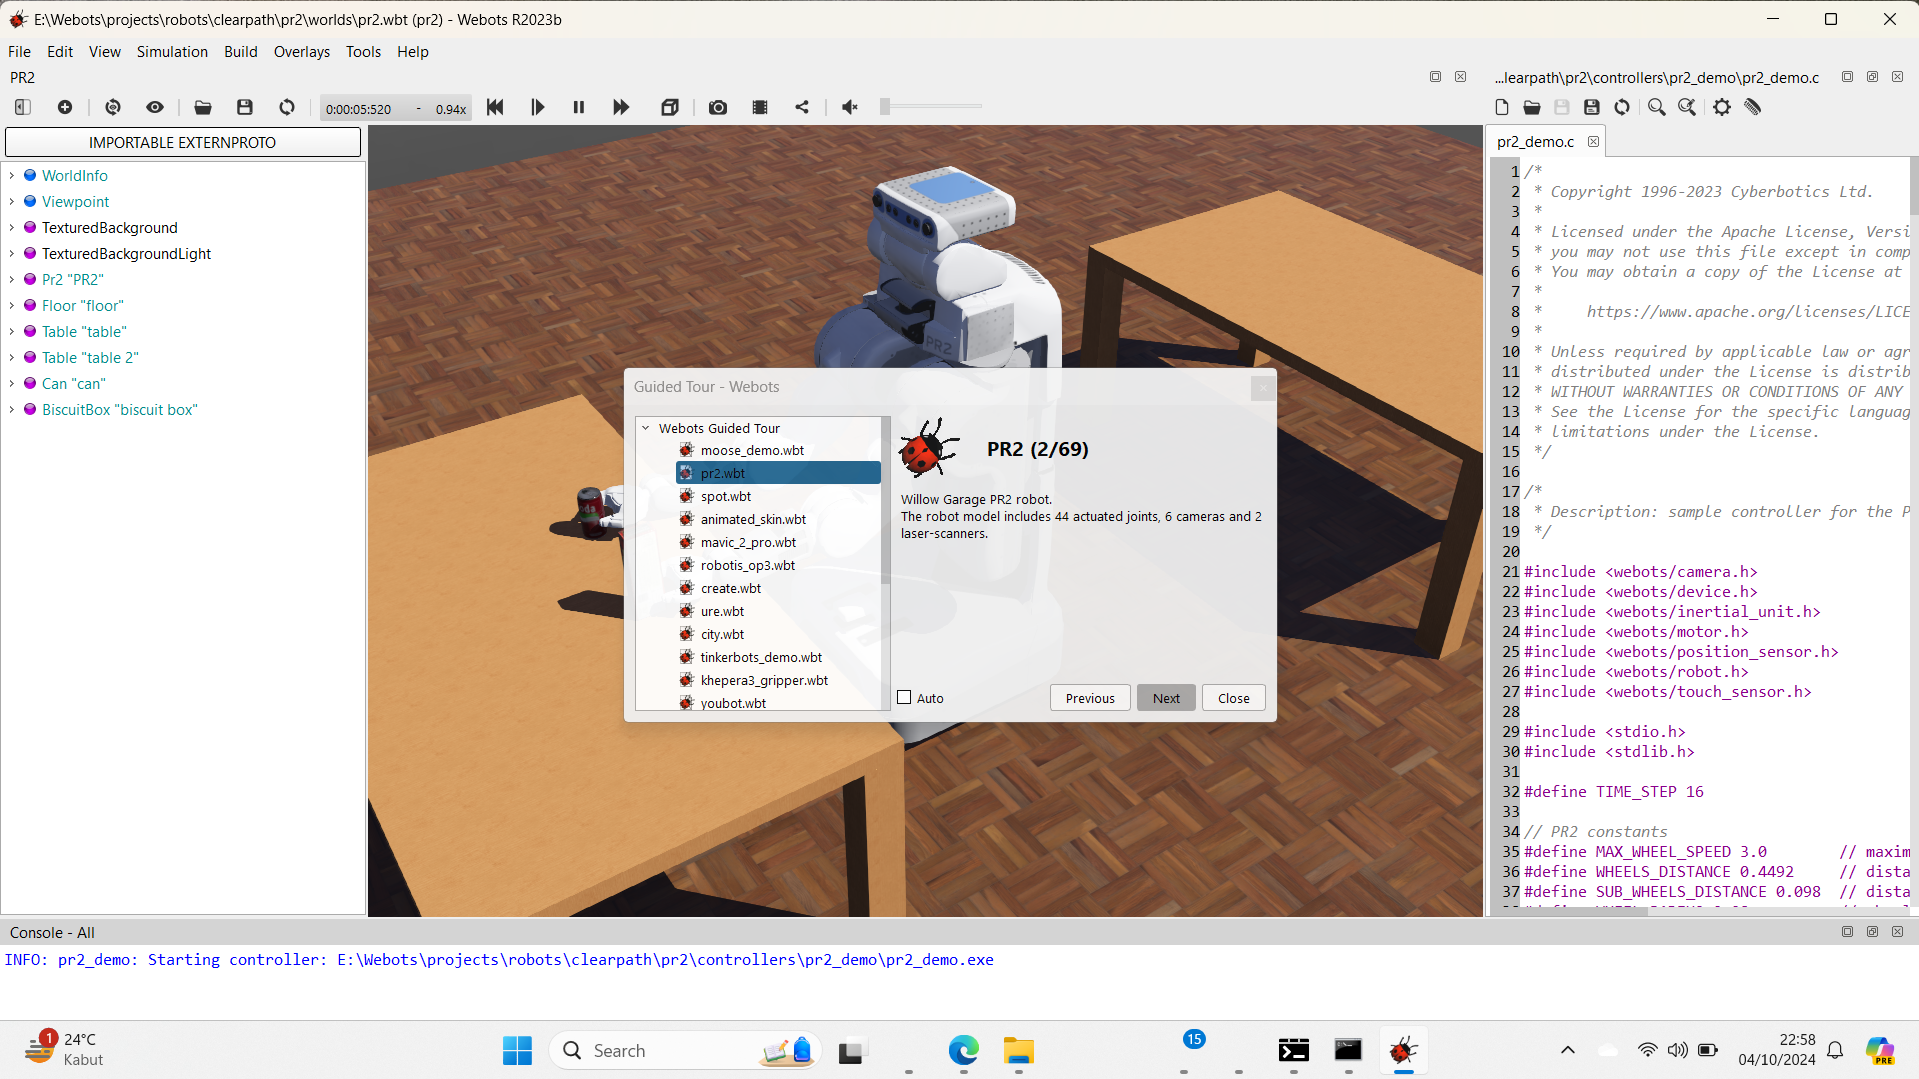 E:\Webots\projects\robots\clearpath\pr2\worlds\pr2.wbt (pr2) - Webots R2023b
File Edit View Simulation Build Overlays Tools Help
PR2
...learpath\pr2\controllers\pr2_demo\pr2_demo.c
0:00:05:520 - 0.94x
IMPORTABLE EXTERNPROTO
WorldInfo
Viewpoint
TexturedBackground
TexturedBackgroundLight
Pr2 "PR2"
Floor "floor"
Table "table"
Table "table 2"
Can "can"
BiscuitBox "biscuit box"
PR2
Guided Tour - Webots
Webots Guided Tour
moose_demo.wbt
pr2.wbt
spot.wbt
animated_skin.wbt
mavic_2_pro.wbt
robotis_op3.wbt
create.wbt
ure.wbt
city.wbt
tinkerbots_demo.wbt
khepera3_gripper.wbt
youbot.wbt
PR2 (2/69)
Willow Garage PR2 robot.
The robot model includes 44 actuated joints, 6 cameras and 2
laser-scanners.
Auto
Previous Next Close
pr2_demo.c
1 /*
2 * Copyright 1996-2023 Cyberbotics Ltd.
3 *
4 * Licensed under the Apache License, Versi
5 * you may not use this file except in comp
6 * You may obtain a copy of the License at
7 *
8 * https://www.apache.org/licenses/LICE
9 *
10 * Unless required by applicable law or agr
11 * distributed under the License is distrib
12 * WITHOUT WARRANTIES OR CONDITIONS OF ANY
13 * See the License for the specific languag
14 * limitations under the License.
15 */
16
17 /*
18 * Description: sample controller for the P
19 */
20
21 #include <webots/camera.h>
22 #include <webots/device.h>
23 #include <webots/inertial_unit.h>
24 #include <webots/motor.h>
25 #include <webots/position_sensor.h>
26 #include <webots/robot.h>
27 #include <webots/touch_sensor.h>
28
29 #include <stdio.h>
30 #include <stdlib.h>
31
32 #define TIME_STEP 16
33
34 // PR2 constants
35 #define MAX_WHEEL_SPEED 3.0 // maxim
36 #define WHEELS_DISTANCE 0.4492 // dista
37 #define SUB_WHEELS_DISTANCE 0.098 // dista
Console - All
INFO: pr2_demo: Starting controller: E:\Webots\projects\robots\clearpath\pr2\controllers\pr2_demo\pr2_demo.exe
1
24°C
Kabut
Search
15
22:58
04/10/2024
PRE